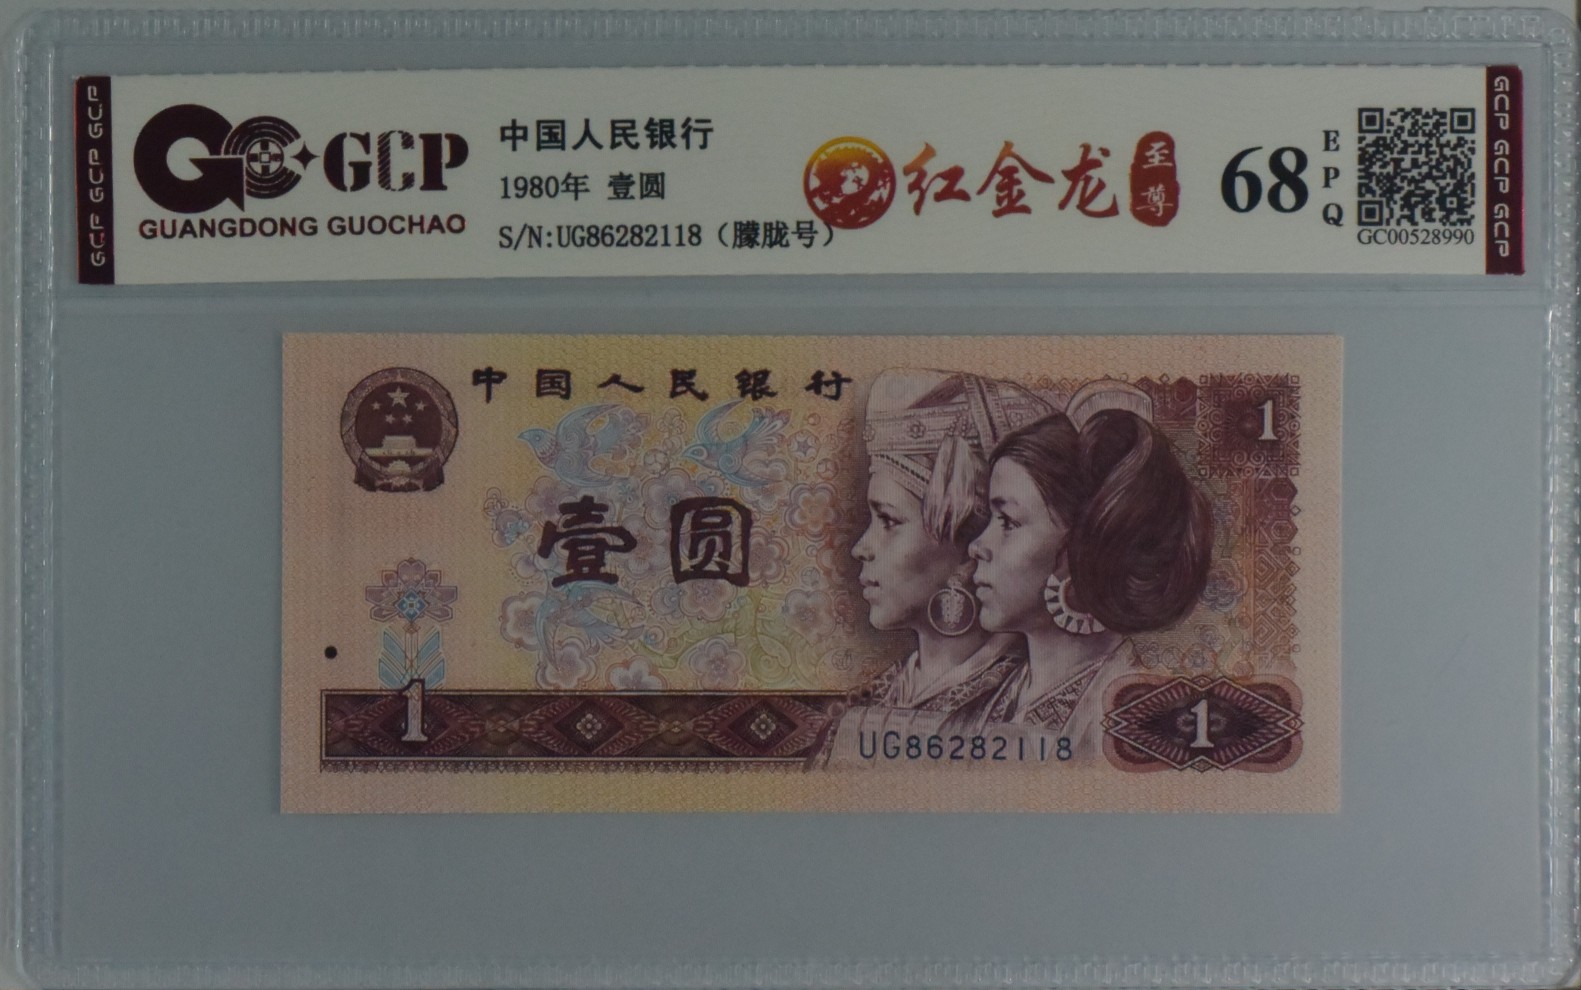 GCP GCP GCP
GCP
GUANGDONG GUOCHAO
中国人民银行
1980年 壹圆
S/N:UG86282118（朦胧号）
红金龙
至尊
68
EPQ
GC00528990
GCP GCP GCP
中国人民银行
1
壹圆
1
UG86282118
1